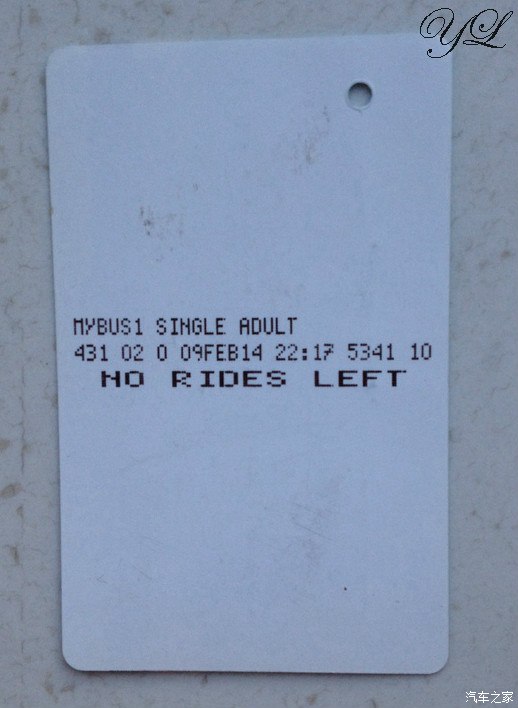 YL
MYBUS1 SINGLE ADULT
431 02 0 09FEB14 22:17 5341 10
NO RIDES LEFT
汽车之家